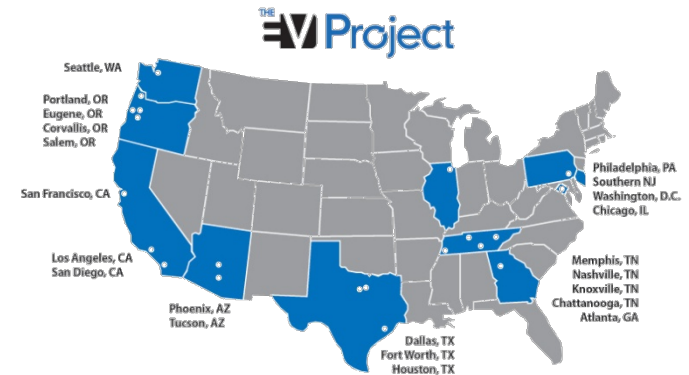 THE
EV Project
Seattle, WA
Portland, OR
Eugene, OR
Corvallis, OR
Salem, OR
San Francisco, CA
Los Angeles, CA
San Diego, CA
Phoenix, AZ
Tucson, AZ
Dallas, TX
Fort Worth, TX
Houston, TX
Philadelphia, PA
Southern NJ
Washington, D.C.
Chicago, IL
Memphis, TN
Nashville, TN
Knoxville, TN
Chattanooga, TN
Atlanta, GA